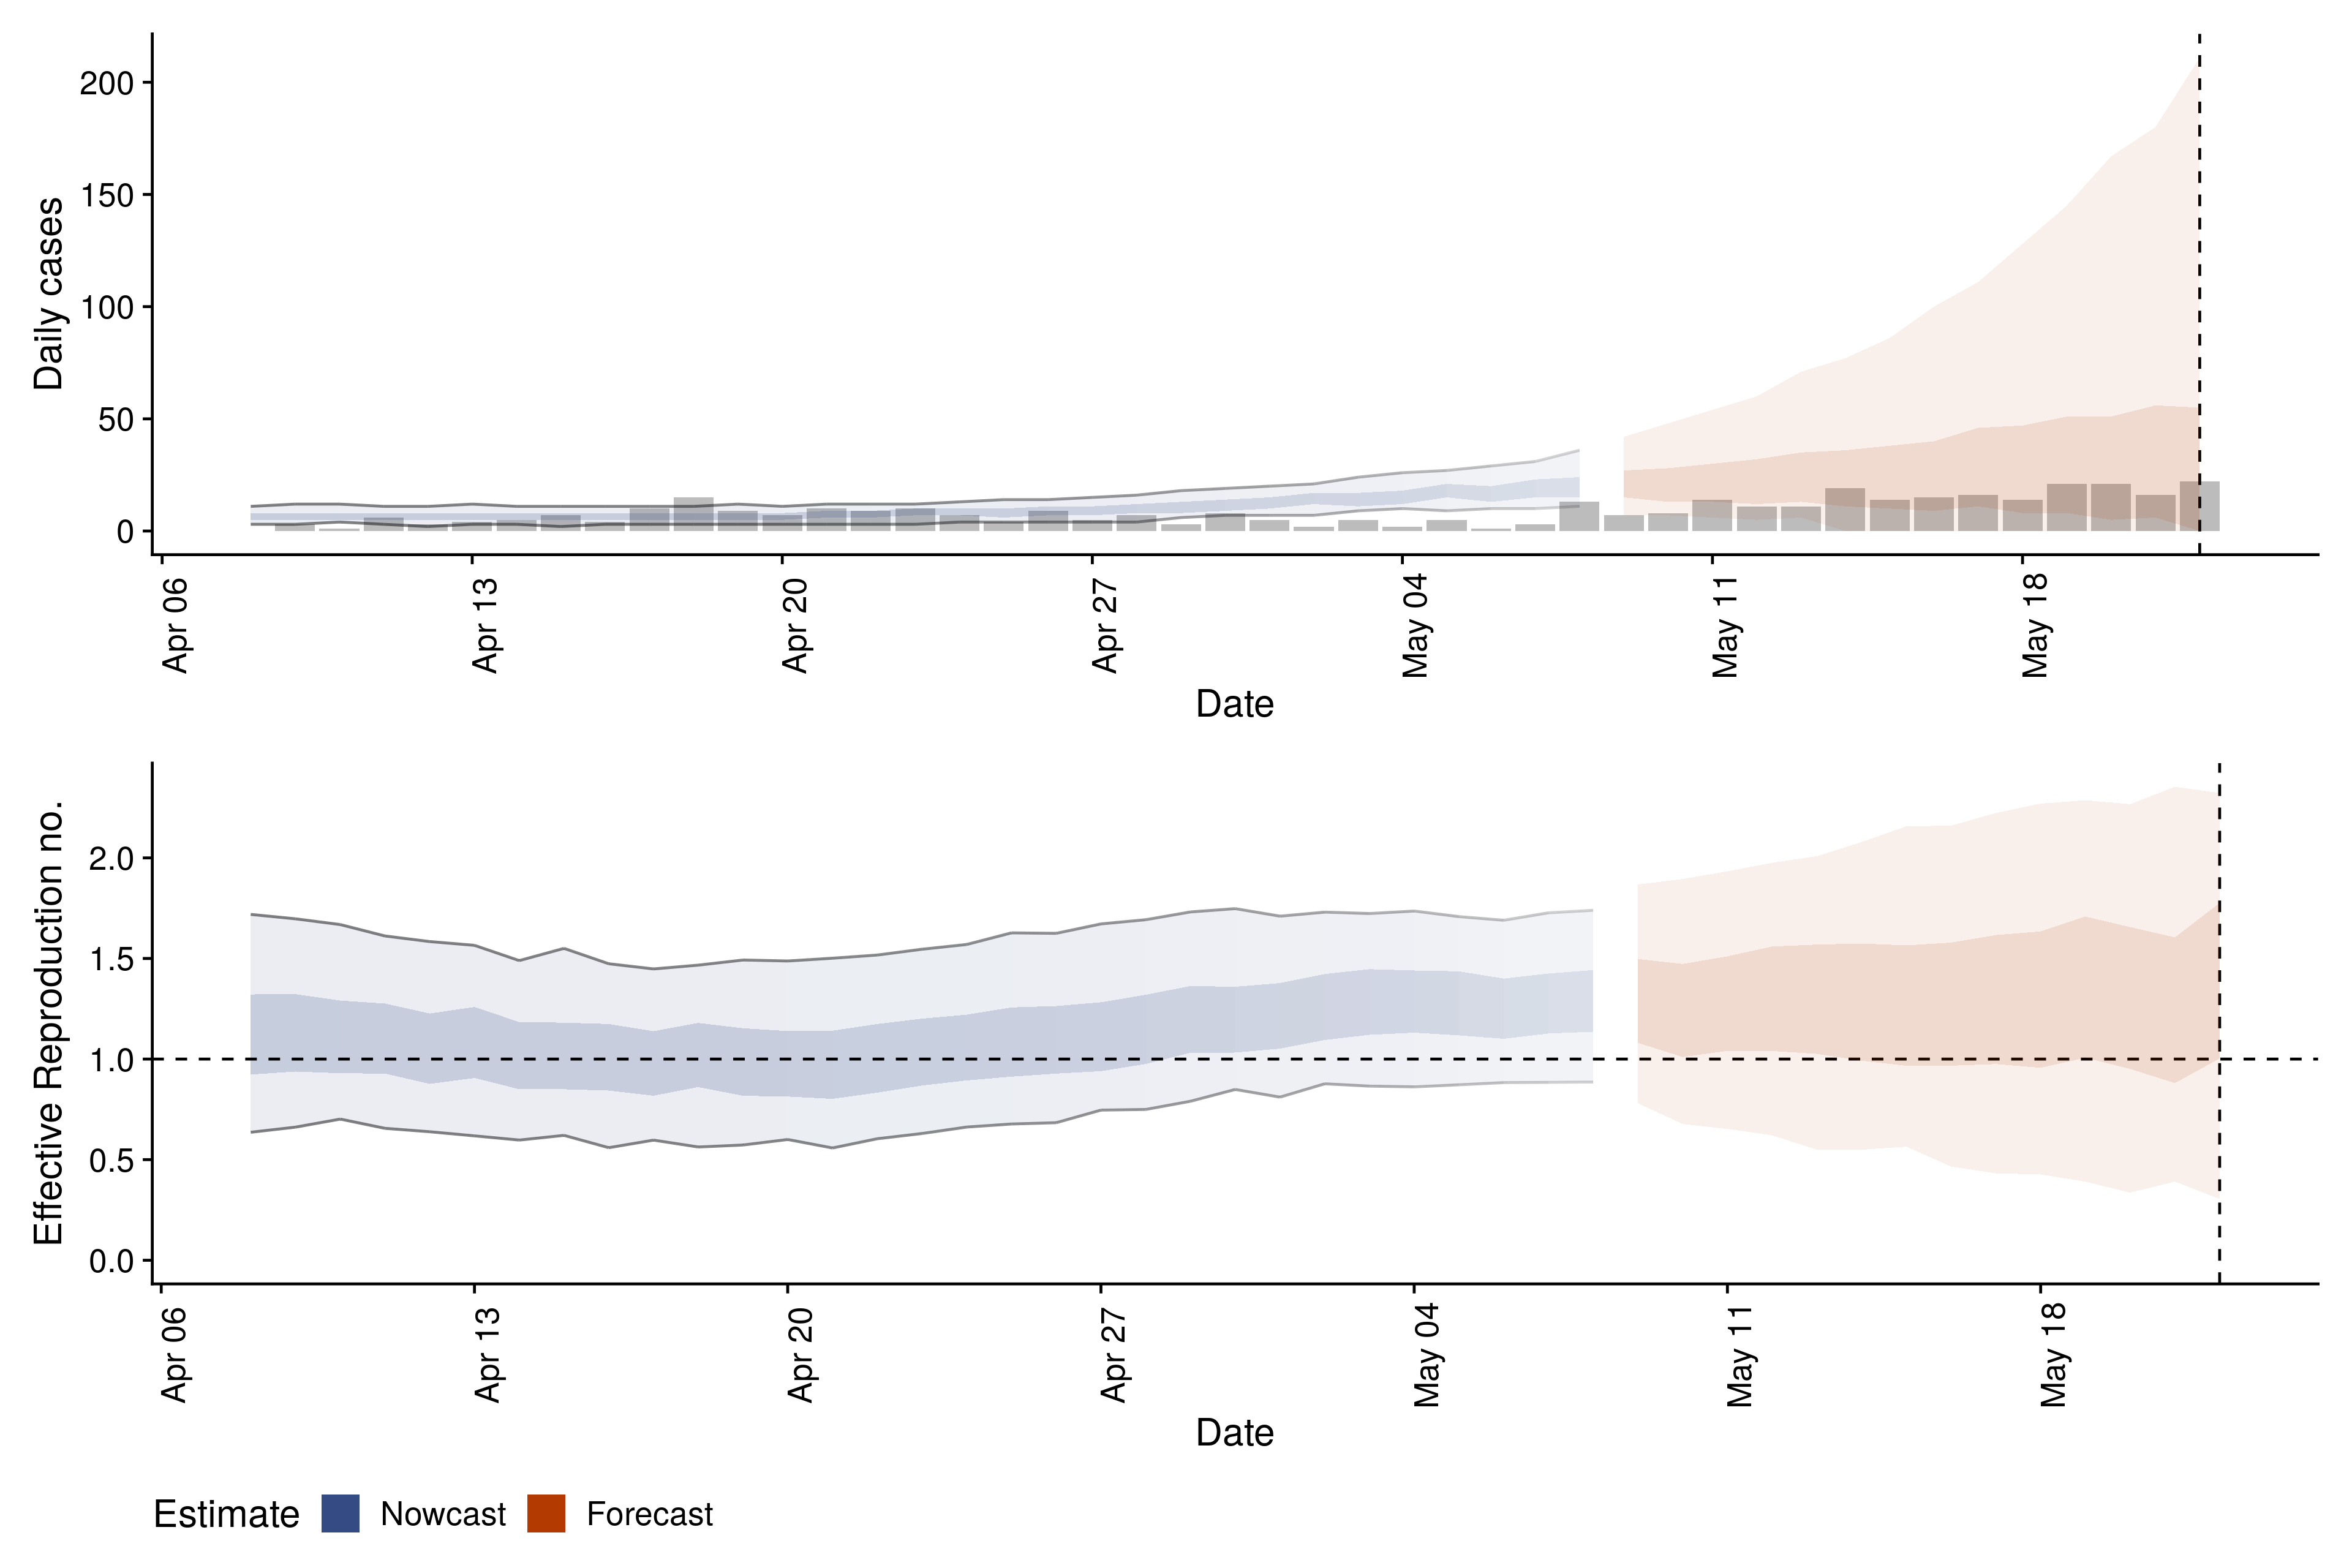 Daily cases
200
150
100
50
0
Apr 06
Apr 13
Apr 20
Apr 27
May 04
May 11
May 18
Date
Effective Reproduction no.
2.0
1.5
1.0
0.5
0.0
Apr 06
Apr 13
Apr 20
Apr 27
May 04
May 11
May 18
Date
Estimate Nowcast Forecast